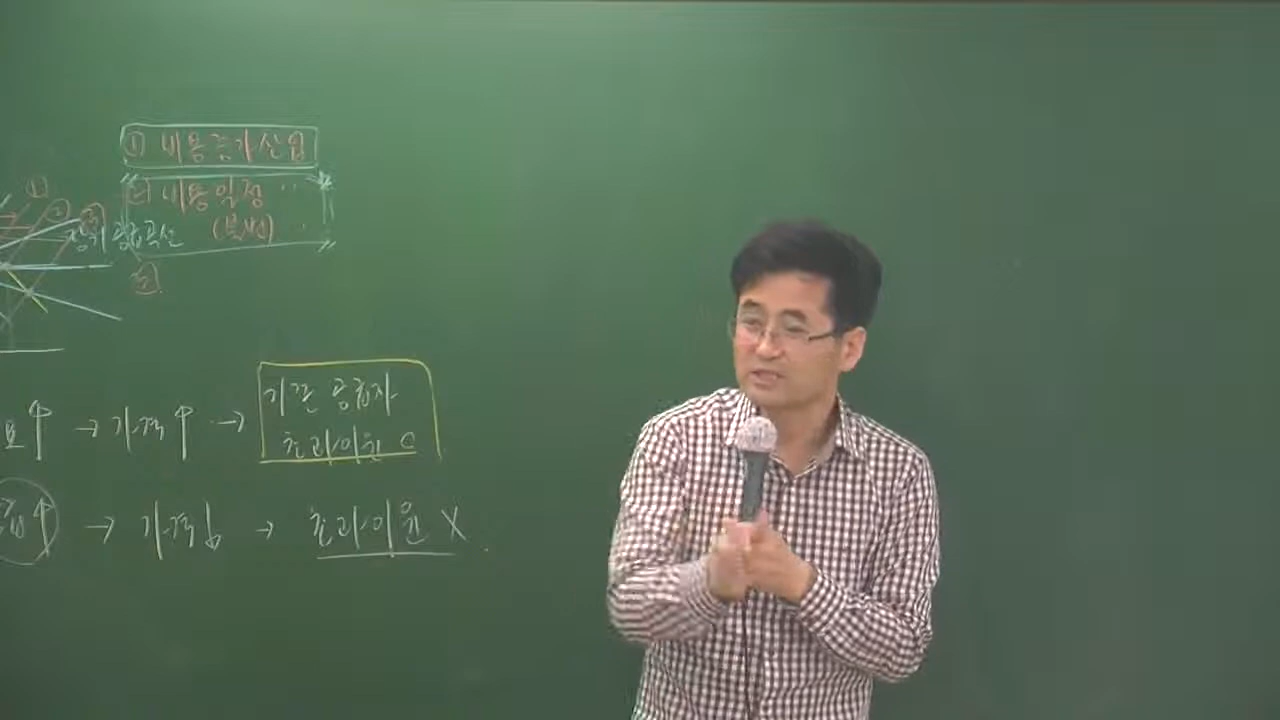 ① 비용증가산업
② 비용일정 ''
장기공급곡선 (불변) ''
③
↑ → 가격↑ → 기존 공급자
초과이윤 
급↑ → 가격↓ → 초과이윤 X